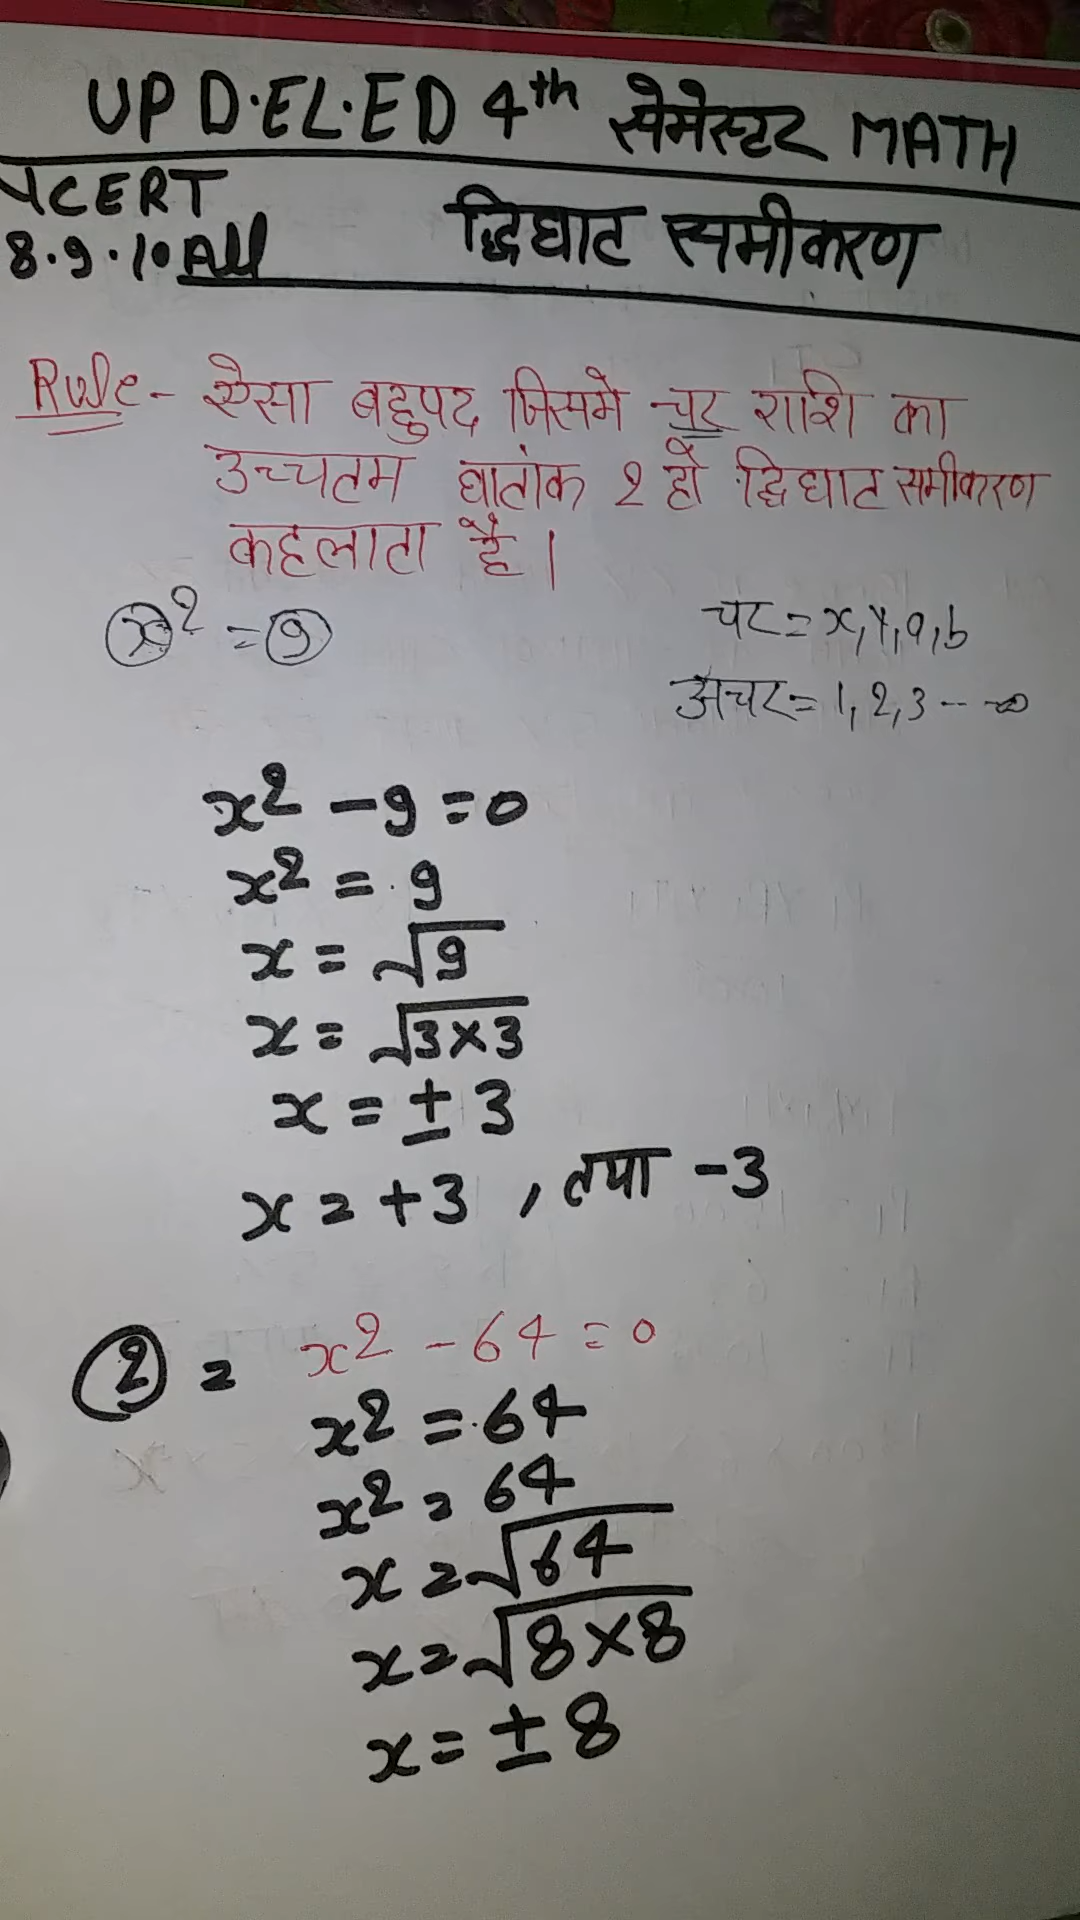 UP D.EL.ED 4th सेमेस्टर MATH
NCERT
8.9.10 All
द्विघात समीकरण
Rule - ऐसा बहुपद जिसमे चर राशि का
उच्चतम घातांक 2 हो द्विघात समीकरण
कहलाता है।
x² = 9
चर = x, y, a, b
अचर = 1, 2, 3 -- ∞
x² - 9 = 0
x² = 9
x = √9
x = √3×3
x = ± 3
x = +3 , तथा -3
② = x² - 64 = 0
x² = 64
x² = 64
x = √64
x = √8×8
x = ± 8